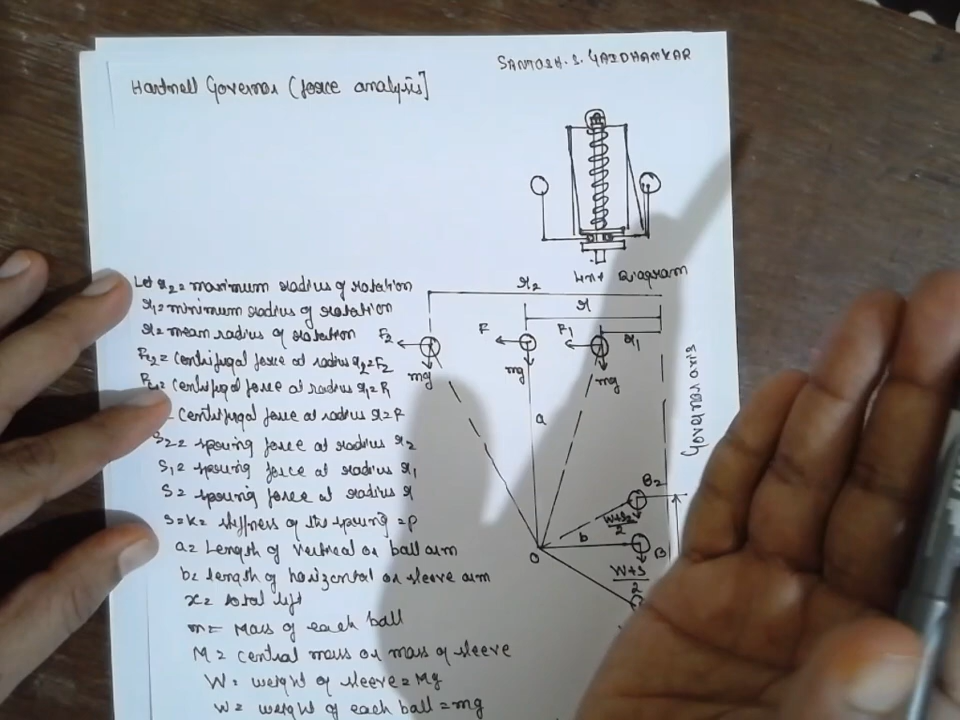 SANTOSH.S.GAIDHANKAR
Hartnell Governor (force analysis]
Diagram
Let r2 = maximum radius of rotation
r1 = minimum radius of rotation
r = mean radius of rotation
Fc2 = centrifugal force at radius r2 = F2
Fc1 = centrifugal force at radius r1 = F1
= centrifugal force at radius r = F
S2 = spring force at radius r2
S1 = spring force at radius r1
S = spring force at radius r
s = k = stiffness of the spring = p
a = Length of vertical or ball arm
b = length of horizontal or sleeve arm
x = total lift
m = Mass of each ball
M = central mass or mass of sleeve
W = weight of sleeve = Mg
w = weight of each ball = mg
r2
r
r1
F2
F
F1
mg
mg
mg
a
Governor axis
B2
W+S2
2
b
B
O
W+S
2